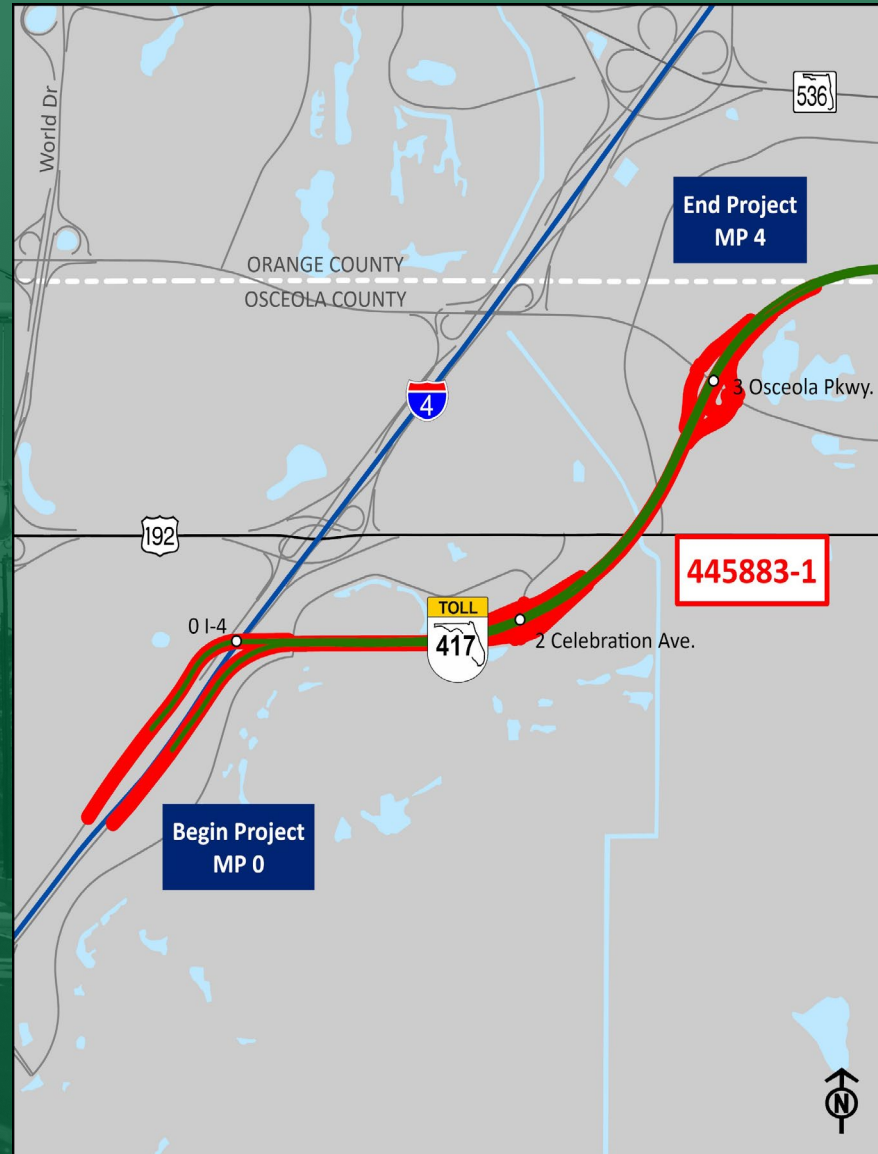 World Dr
536
End Project
MP 4
ORANGE COUNTY
OSCEOLA COUNTY
4
3 Osceola Pkwy.
192
445883-1
TOLL
417
0 I-4
2 Celebration Ave.
Begin Project
MP 0
N